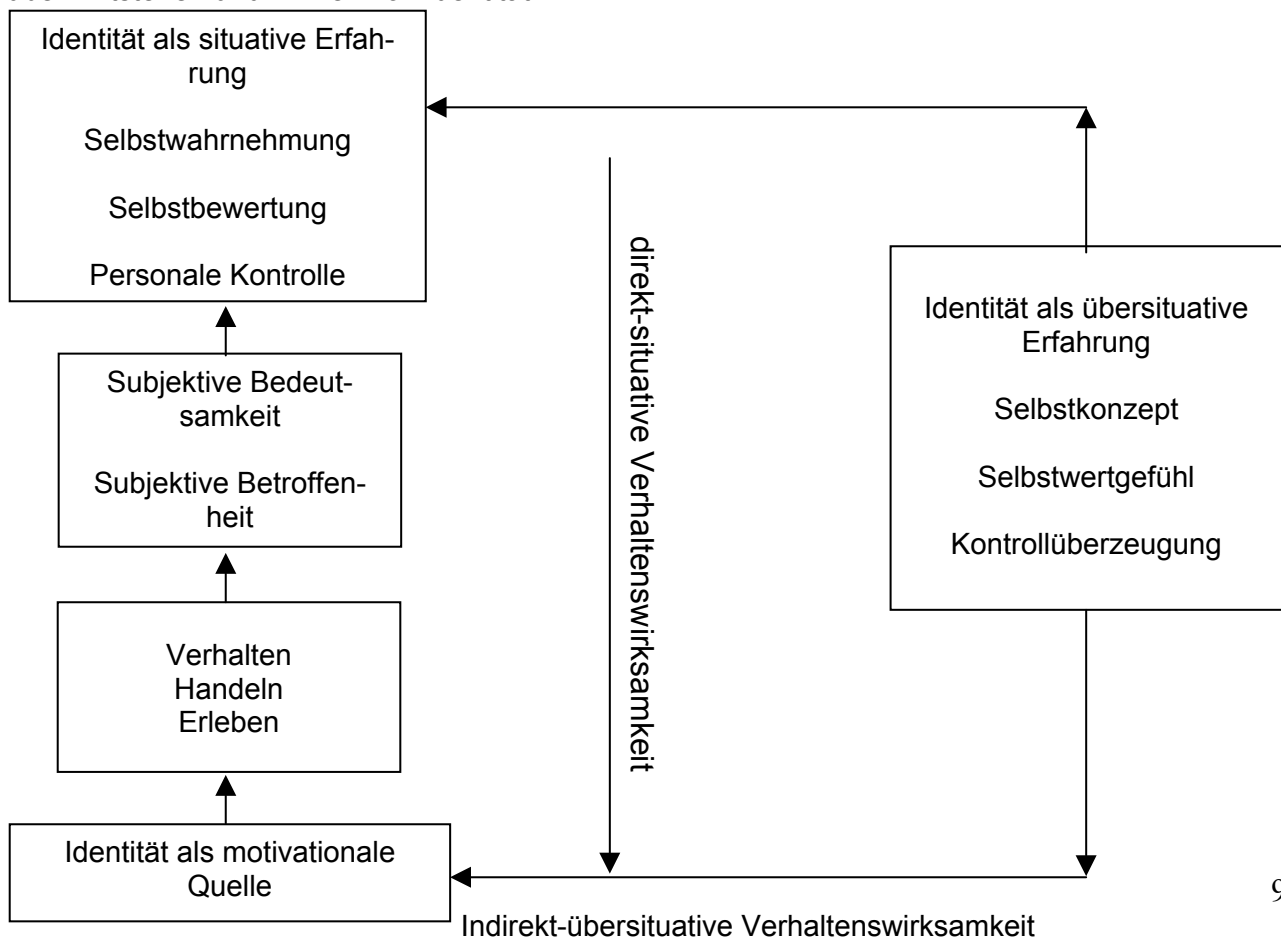 Identität als situative Erfah-
rung
Selbstwahrnehmung
Selbstbewertung
Personale Kontrolle
Subjektive Bedeut-
samkeit
Subjektive Betroffen-
heit
Verhalten
Handeln
Erleben
Identität als motivationale
Quelle
direkt-situative Verhaltenswirksamkeit
Identität als übersituative
Erfahrung
Selbstkonzept
Selbstwertgefühl
Kontrollüberzeugung
Indirekt-übersituative Verhaltenswirksamkeit
9